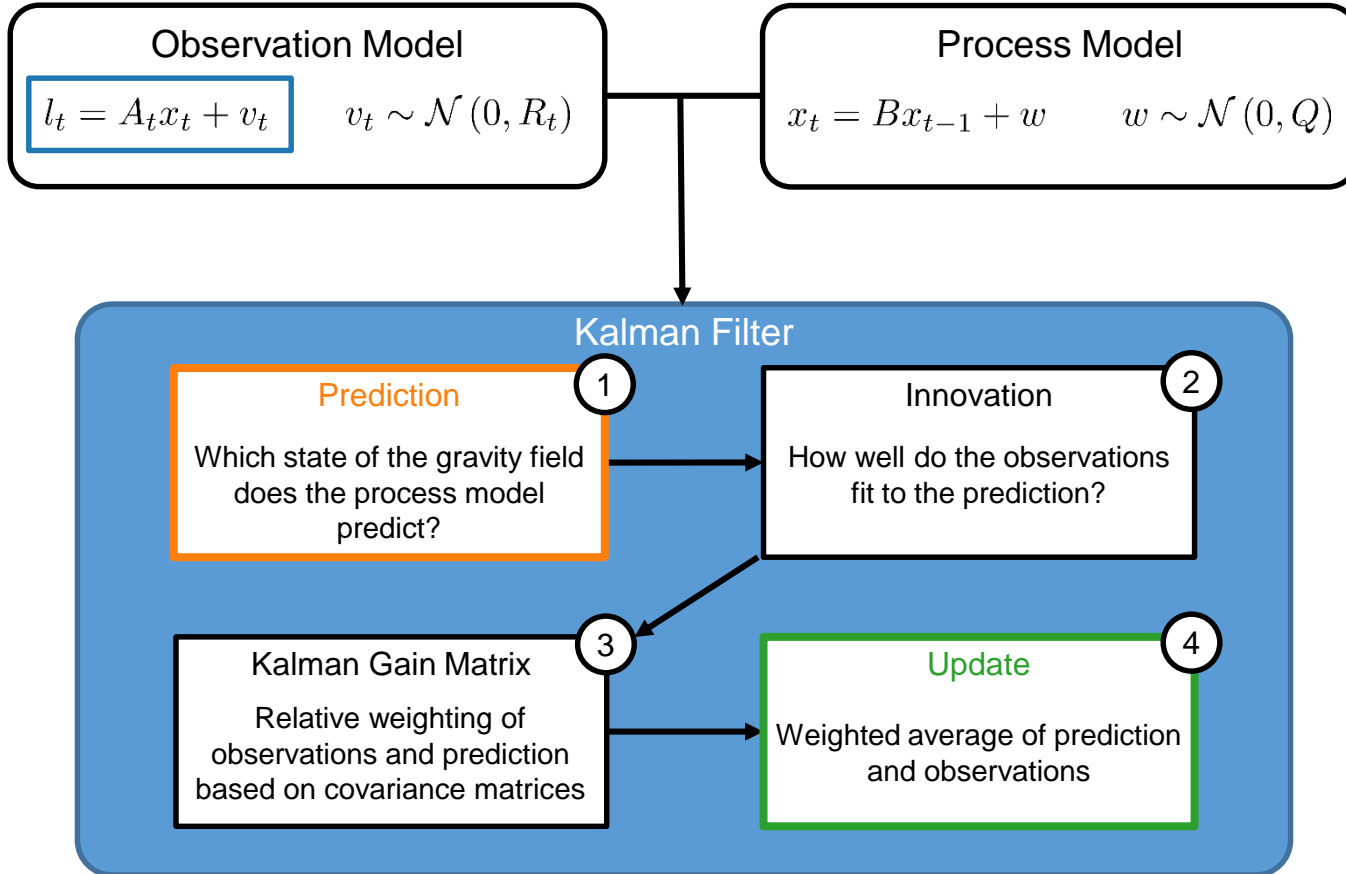 Observation Model
l_t = A_t x_t + v_t v_t ∼ N (0, R_t)
Process Model
x_t = Bx_{t−1} + w w ∼ N (0, Q)
Kalman Filter
1
Prediction
Which state of the gravity field
does the process model
predict?
2
Innovation
How well do the observations
fit to the prediction?
3
Kalman Gain Matrix
Relative weighting of
observations and prediction
based on covariance matrices
4
Update
Weighted average of prediction
and observations